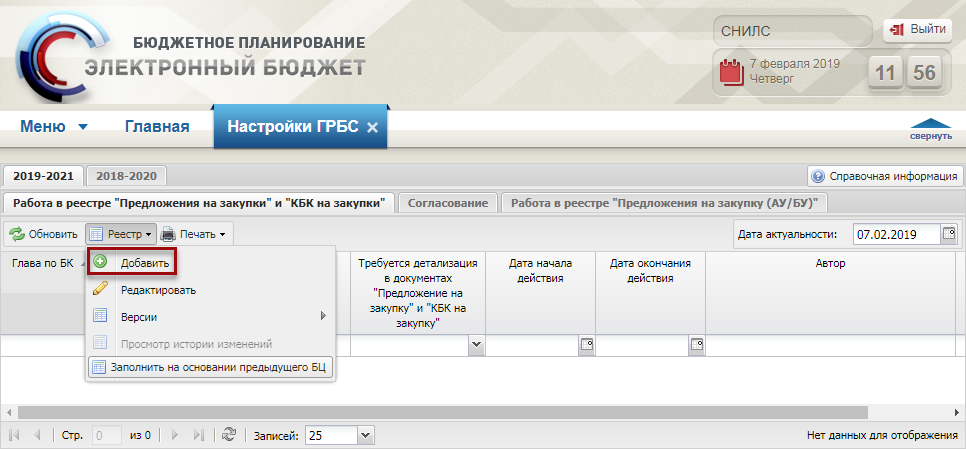 БЮДЖЕТНОЕ ПЛАНИРОВАНИЕ
ЭЛЕКТРОННЫЙ БЮДЖЕТ
СНИЛС
Выйти
7 февраля 2019
Четверг
11 56
Меню Главная Настройки ГРБС
свернуть
2019-2021 2018-2020
Справочная информация
Работа в реестре "Предложения на закупки" и "КБК на закупки" Согласование Работа в реестре "Предложения на закупку (АУ/БУ)"
Обновить Реестр Печать Дата актуальности: 07.02.2019
Глава по БК
Добавить
Редактировать
Версии
Просмотр истории изменений
Заполнить на основании предыдущего БЦ
Требуется детализация
в документах
"Предложение на
закупку" и "КБК на
закупку"
Дата начала
действия
Дата окончания
действия
Автор
Стр. 0 из 0 Записей: 25 Нет данных для отображения